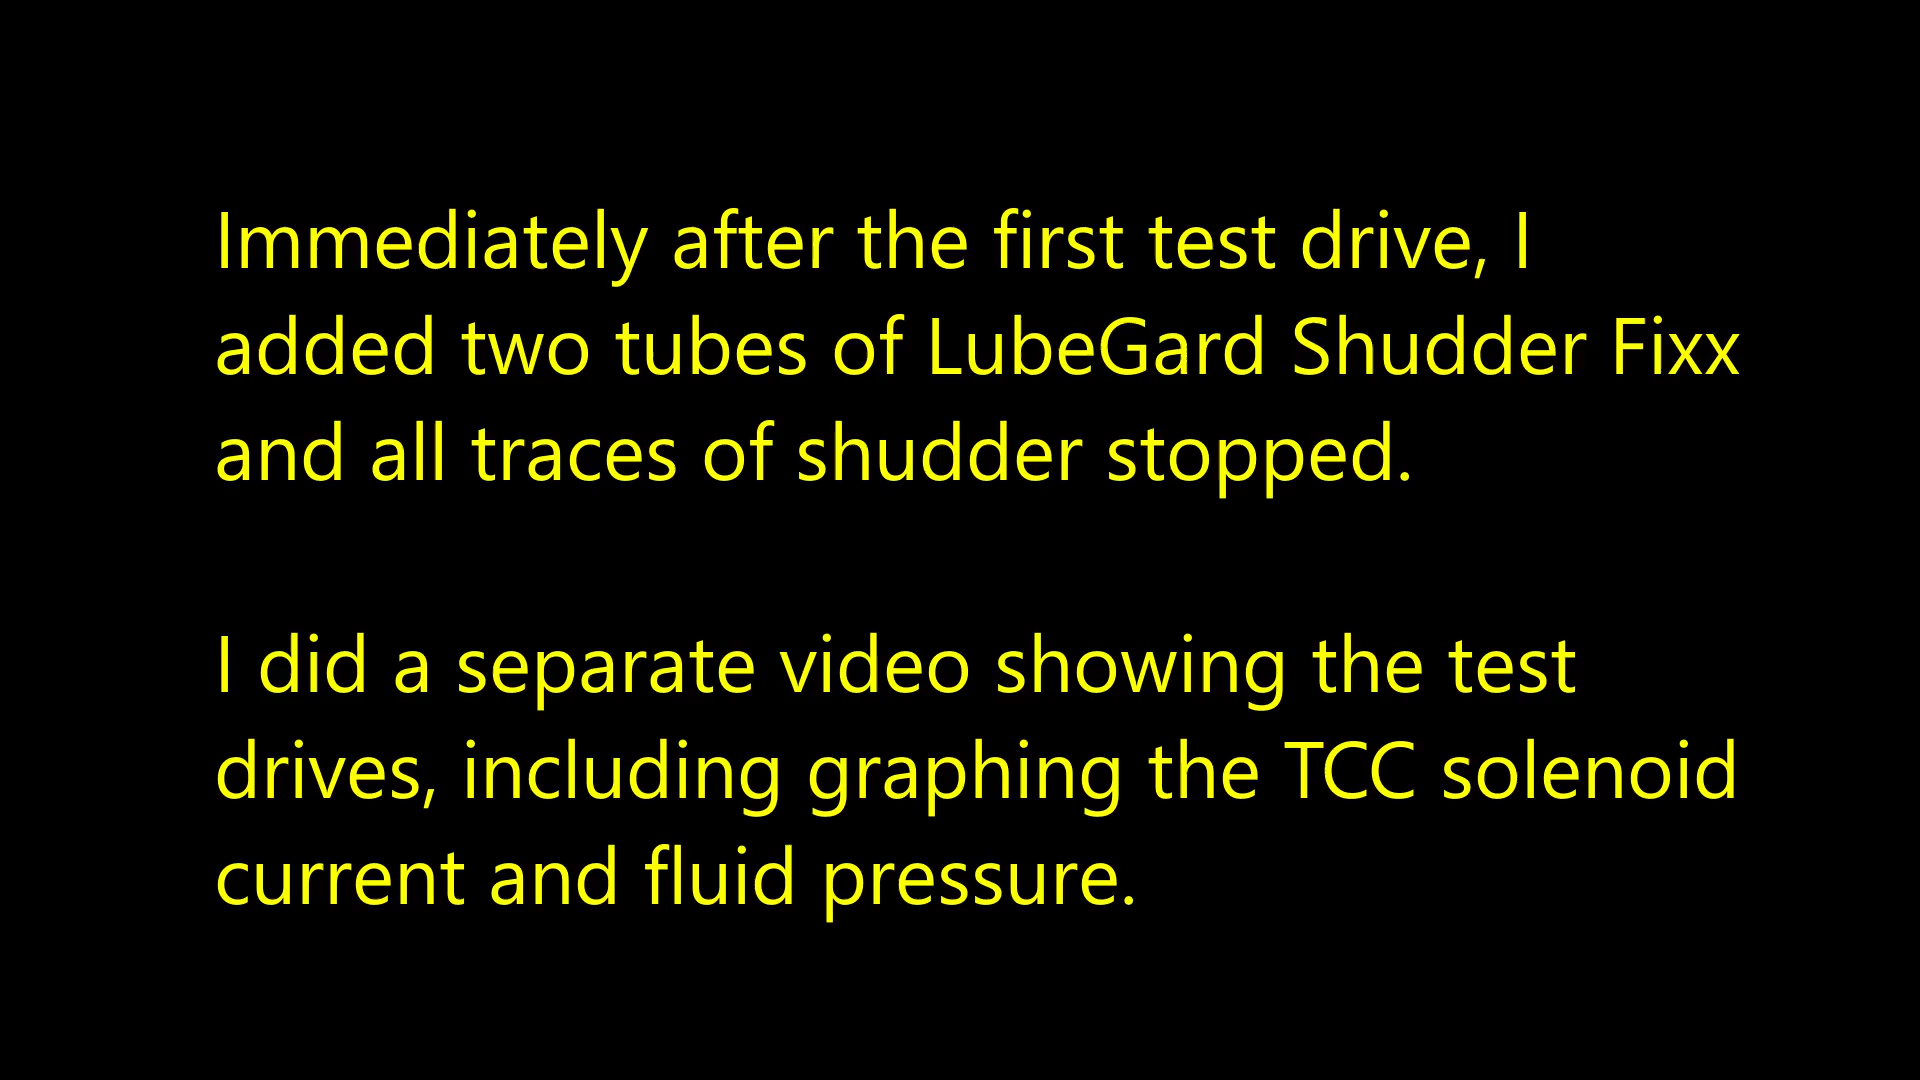 Immediately after the first test drive, I
added two tubes of LubeGard Shudder Fixx
and all traces of shudder stopped.
I did a separate video showing the test
drives, including graphing the TCC solenoid
current and fluid pressure.